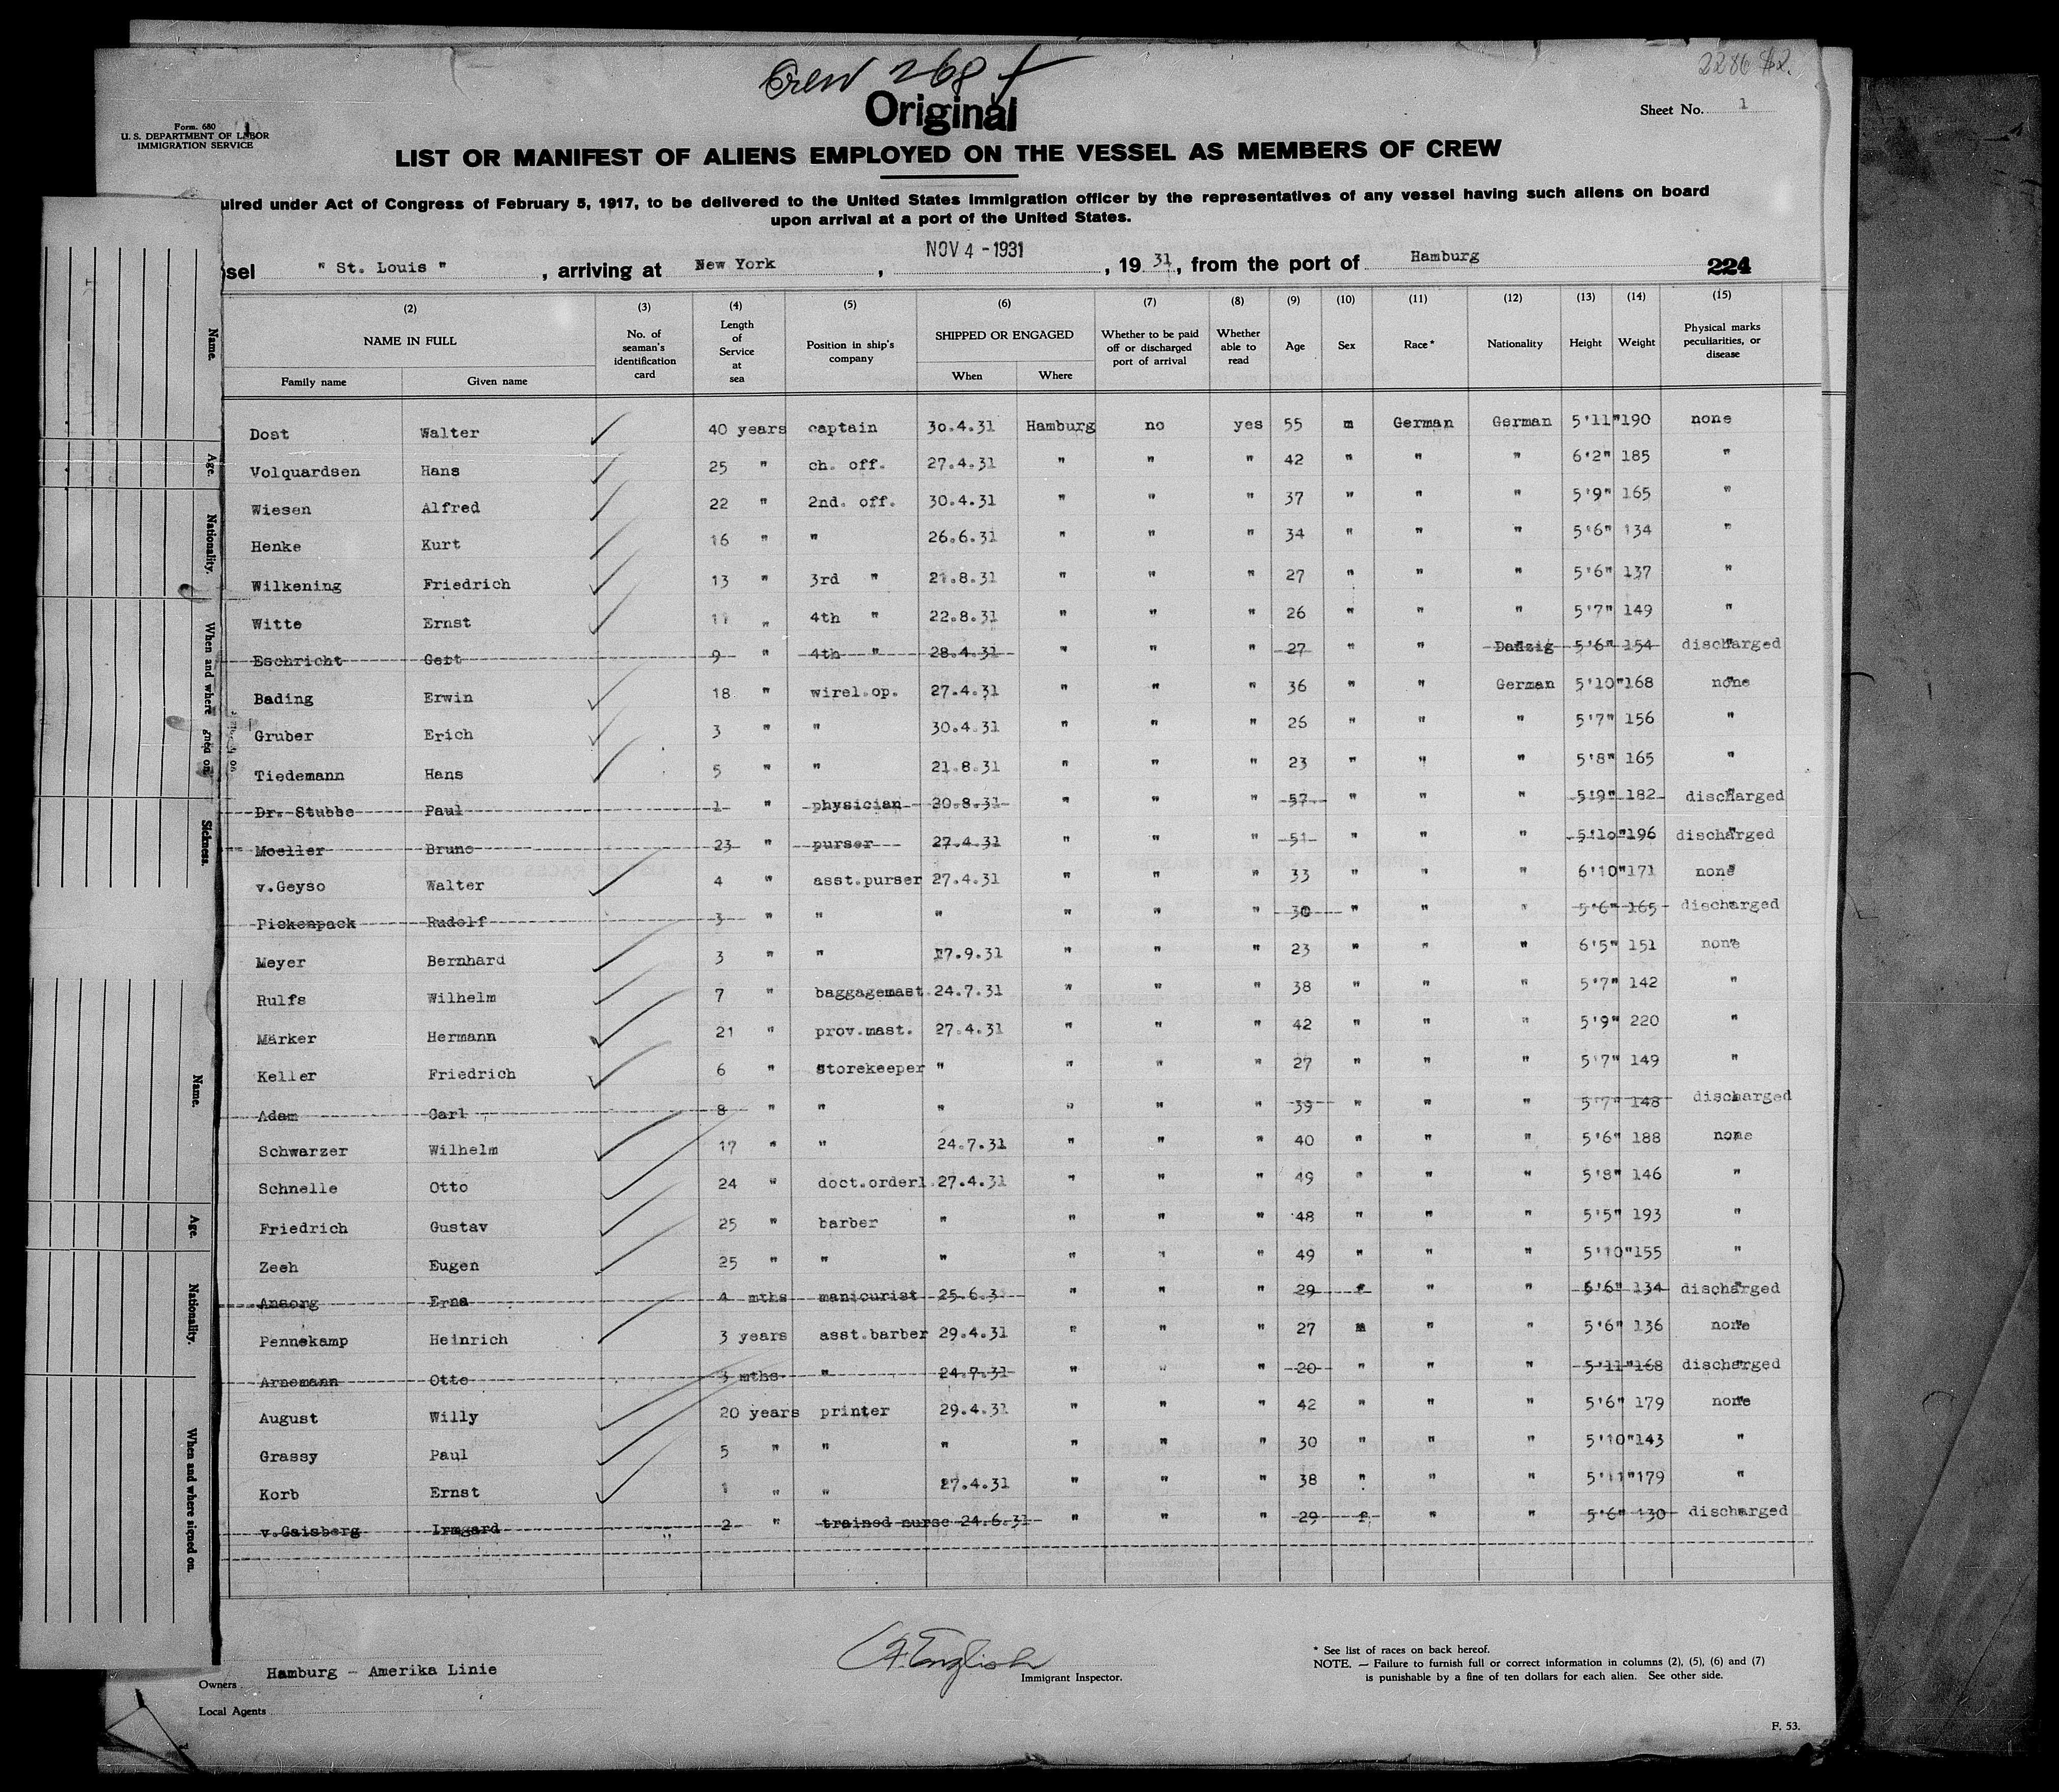 Crew 268
2286 #2.
Original
Sheet No. 1
Form. 680
U. S. DEPARTMENT OF LABOR
IMMIGRATION SERVICE
LIST OR MANIFEST OF ALIENS EMPLOYED ON THE VESSEL AS MEMBERS OF CREW
uired under Act of Congress of February 5, 1917, to be delivered to the United States immigration officer by the representatives of any vessel having such aliens on board
upon arrival at a port of the United States.
sel " St. Louis " , arriving at New York , NOV 4 - 1931 , 19 31, from the port of Hamburg 224
(2) (3) (4) (5) (6) (7) (8) (9) (10) (11) (12) (13) (14) (15)
NAME IN FULL
Family name Given name
No. of seaman's identification card
Length of Service at sea
Position in ship's company
SHIPPED OR ENGAGED
When Where
Whether to be paid off or discharged port of arrival
Whether able to read
Age Sex Race * Nationality Height Weight
Physical marks peculiarities, or disease
Dost Walter 40 years captain 30.4.31 Hamburg no yes 55 m German German 5'11" 190 none
Volquardsen Hans 25 " ch. off. 27.4.31 " " " 42 " " " 6'2" 185 "
Wiesen Alfred 22 " 2nd. off. 30.4.31 " " " 37 " " " 5'9" 165 "
Henke Kurt 16 " " 26.6.31 " " " 34 " " " 5'6" 134 "
Wilkening Friedrich 13 " 3rd " 21.8.31 " " " 27 " " " 5'6" 137 "
Witte Ernst 11 " 4th " 22.8.31 " " " 26 " " " 5'7" 149 "
Eschricht Gert 9 " 4th " 28.4.31 " " " 27 " " Danzig 5'6" 154 discharged
Bading Erwin 18 " wirel.op. 27.4.31 " " " 36 " " German 5'10" 168 none
Gruber Erich 3 " " 30.4.31 " " " 26 " " " 5'7" 156 "
Tiedemann Hans 5 " " 21.8.31 " " " 23 " " " 5'8" 165 "
Dr. Stubbe Paul 1 " physician 20.8.31 " " " 57 " " " 5'9" 182 discharged
Moeller Bruno 23 " purser 27.4.31 " " " 51 " " " 5'10" 196 discharged
v.Geyso Walter 4 " asst.purser 27.4.31 " " " 33 " " " 6'10" 171 none
Pickenpack Rudolf 3 " " " " " " 30 " " " 5'6" 165 discharged
Meyer Bernhard 3 " " 17.9.31 " " " 23 " " " 6'5" 151 none
Rulfs Wilhelm 7 " baggagemast. 24.7.31 " " " 38 " " " 5'7" 142 "
Märker Hermann 21 " prov.mast. 27.4.31 " " " 42 " " " 5'9" 220 "
Keller Friedrich 6 " storekeeper " " " " 27 " " " 5'7" 149 "
Adam Carl 8 " " " " " " 39 " " " 5'7" 148 discharged
Schwarzer Wilhelm 17 " " 24.7.31 " " " 40 " " " 5'6" 188 none
Schnelle Otto 24 " doct.orderl. 27.4.31 " " " 49 " " " 5'8" 146 "
Friedrich Gustav 25 " barber " " " " 48 " " " 5'5" 193 "
Zeeh Eugen 25 " " " " " " 49 " " " 5'10" 155 "
Ansorg Erna 4 mths manicurist 25.6.3 " " " 29 f " " 6'6" 134 discharged
Pennekamp Heinrich 3 years asst.barber 29.4.31 " " " 27 m " " 5'6" 136 none
Arnemann Otto 3 mths " 24.7.31 " " " 20 " " " 5'11" 168 discharged
August Willy 20 years printer 29.4.31 " " " 42 " " " 5'6" 179 none
Grassy Paul 5 " " " " " " 30 " " " 5'10" 143 "
Korb Ernst 1 " " 27.4.31 " " " 38 " " " 5'11" 179 "
v.Gaisberg Irmgard " 2 " trained nurse 24.6.31 " " " 29 f. " " 5'6" 130 discharged
Owners Hamburg - Amerika Linie
Local Agents
A. English
Immigrant Inspector.
* See list of races on back hereof.
NOTE. — Failure to furnish full or correct information in columns (2), (5), (6) and (7)
is punishable by a fine of ten dollars for each alien. See other side.
F. 53.
Name.
Age.
Nationality.
When and where
gned on
Sickness.
Name.
Age.
Nationality.
When and where signed on.